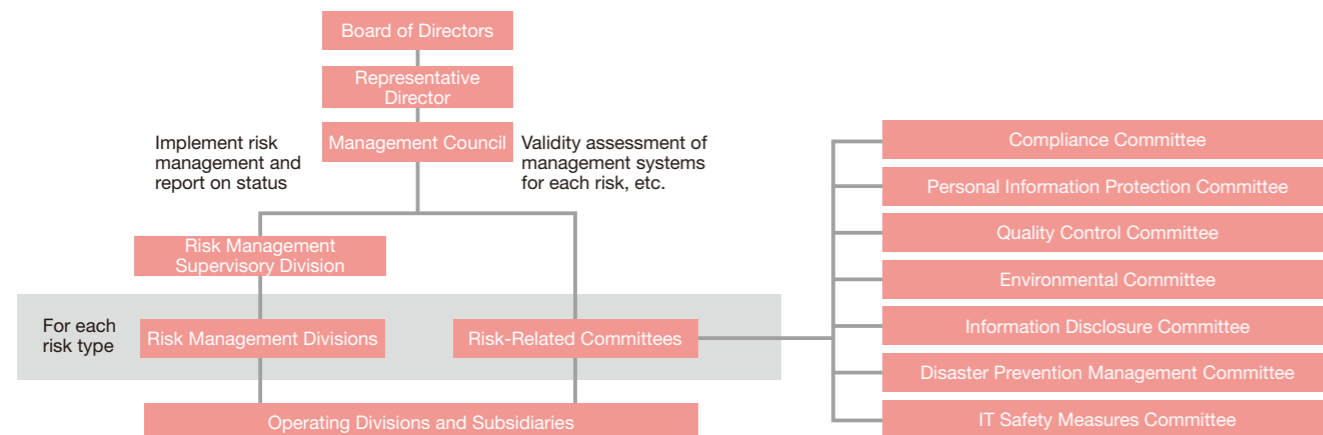 Board of Directors
Representative
Director
Management Council
Implement risk
management and
report on status
Validity assessment of
management systems
for each risk, etc.
Risk Management
Supervisory Division
For each
risk type
Risk Management Divisions
Risk-Related Committees
Operating Divisions and Subsidiaries
Compliance Committee
Personal Information Protection Committee
Quality Control Committee
Environmental Committee
Information Disclosure Committee
Disaster Prevention Management Committee
IT Safety Measures Committee